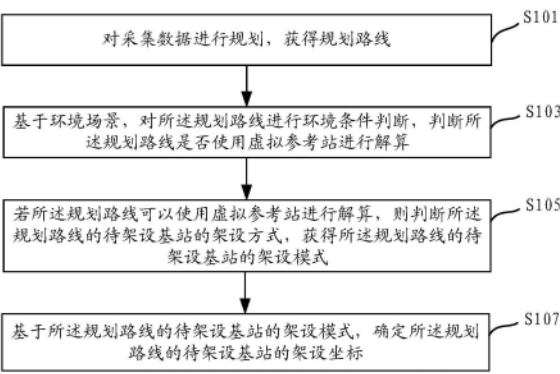 对采集数据进行规划，获得规划路线
S101
基于环境场景，对所述规划路线进行环境条件判断，判断所
述规划路线是否使用虚拟参考站进行解算
S103
若所述规划路线可以使用虚拟参考站进行解算，则判断所述
规划路线的待架设基站的架设方式，获得所述规划路线的待
架设基站的架设模式
S105
基于所述规划路线的待架设基站的架设模式，确定所述规划
路线的待架设基站的架设坐标
S107